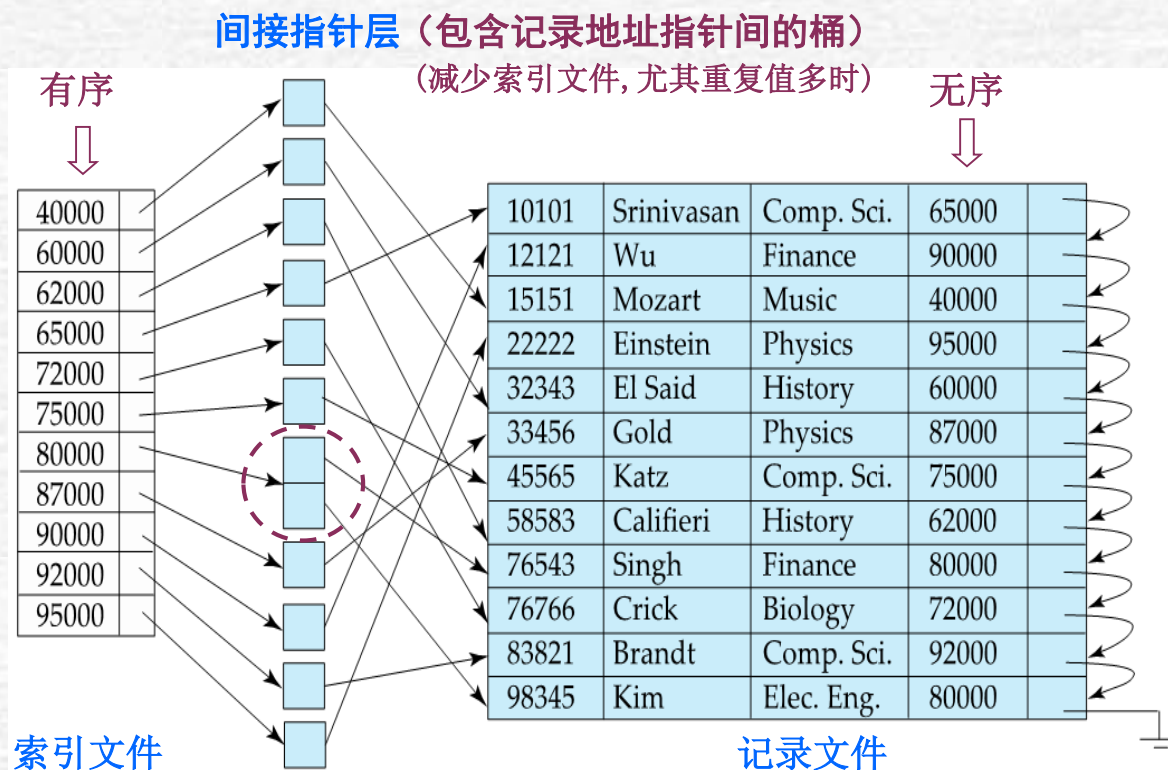 间接指针层（包含记录地址指针间的桶）
（减少索引文件, 尤其重复值多时）
有序
无序
40000
60000
62000
65000
72000
75000
80000
87000
90000
92000
95000
10101 Srinivasan Comp. Sci. 65000
12121 Wu Finance 90000
15151 Mozart Music 40000
22222 Einstein Physics 95000
32343 El Said History 60000
33456 Gold Physics 87000
45565 Katz Comp. Sci. 75000
58583 Califieri History 62000
76543 Singh Finance 80000
76766 Crick Biology 72000
83821 Brandt Comp. Sci. 92000
98345 Kim Elec. Eng. 80000
索引文件
记录文件